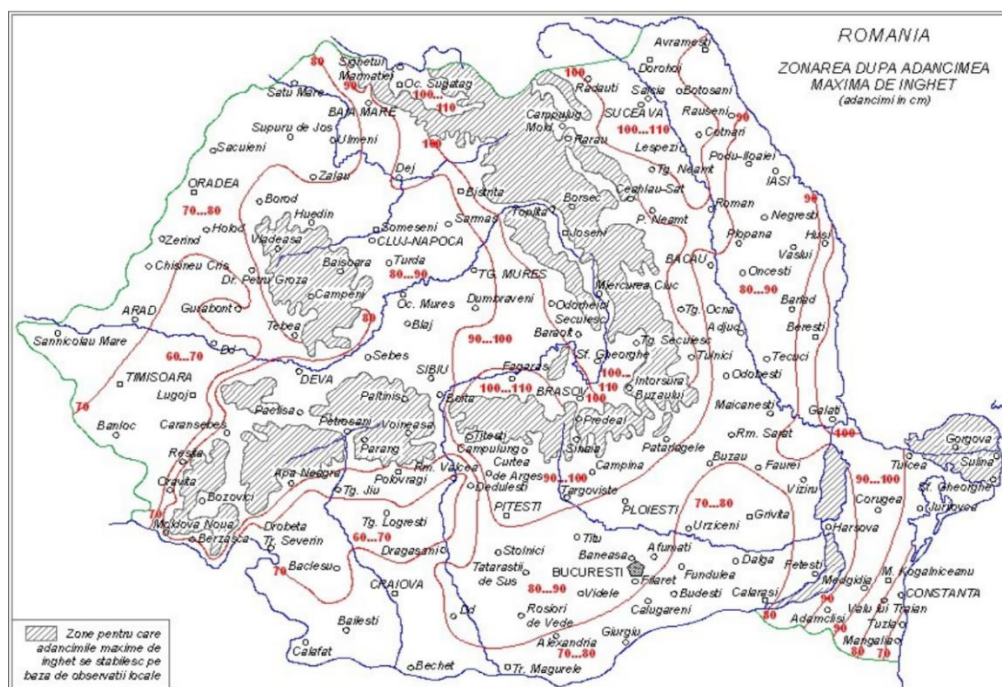 ROMANIA
ZONAREA DUPA ADANCIMEA
MAXIMA DE INGHET
(adancimi in cm)
Avramesti
Dorohoi
80
Sighetul
Marmatiei
90
Oc. Sugatag
100...
110
100
Radauti
Salcia
Botosani
Satu Mare
BAIA MARE
SUCEAVA
100...110
Rauseni
90
Supuru de Jos
Ulmeni
100
Campulug
Mold.
Rarau
Lespezi
Cotnari
Sacuieni
Podu-Iloaiei
IASI
Zalau
Dej
Tg. Neamt
ORADEA
Bistrita
Ceahlau-Sat
90
70...80
Borod
Toplita
Borsec
P. Neamt
Roman
Negresti
Holod
Huedin
Someseni
Sarmas
Joseni
Husi
Zerind
Vladeasa
CLUJ-NAPOCA
Plopana
Vaslui
Chisineu Cris
Dr. Petru Groza
Baisoara
Turda
80...90
TG. MURES
BACAU
Oncesti
80...90
Miercurea Ciuc
Campeni
Oc. Mures
Dumbraveni
Odorheiul
Secuiesc
Tg. Ocna
Barlad
Gurabont
80
ARAD
Tebea
Blaj
Baraolt
Adjud
Beresti
Sannicolau Mare
Dd
60...70
Sebes
90...100
Tg. Secuiesc
Tulnici
Tecuci
Sf. Gheorghe
TIMISOARA
DEVA
SIBIU
Fagaras
100...110
100...
110
Intorsura
Buzaului
Odobesti
Lugoj
Paltinis
Boita
BRASOV
100
70
Maicanesti
Galati
Banloc
Caransebes
Petrosani
Voineasa
Predeal
100
Resita
Parang
Titesti
Sinaia
Patarlagele
Rm. Sarat
Gorgova
Campulung
Tulcea
Sulina
Oravita
Apa Neagra
Polovragi
Rm. Valcea
Curtea
de Arges
Campina
Buzau
Faurei
90...100
Sf. Gheorghe
Bozovici
Tg. Jiu
Dedulesti
90...100
Targoviste
Viziru
Corugea
Jurilovca
70
Moldova Noua
Drobeta
Tr. Severin
Tg. Logresti
PITESTI
PLOIESTI
70...80
Grivita
Harsova
Berzasca
60...70
Urziceni
Dragasani
Stolnici
Titu
Baneasa
Afumati
Dalga
70
Baclesu
Tatarastii
de Sus
BUCURESTI
Fundulea
Fetesti
M. Kogalniceanu
CRAIOVA
80...90
Filaret
Medgidia
Videle
Budesti
Calarasi
CONSTANTA
Calugareni
80
90
Valu lui Traian
Dd
Rosiori
de Vede
Adamclisi
Tuzla
Bailesti
Alexandria
Giurgiu
90
Mangalia
Calafat
70...80
80
70
Bechet
Tr. Magurele
Zone pentru care
adancimile maxime de
inghet se stabilesc pe
baza de observatii locale